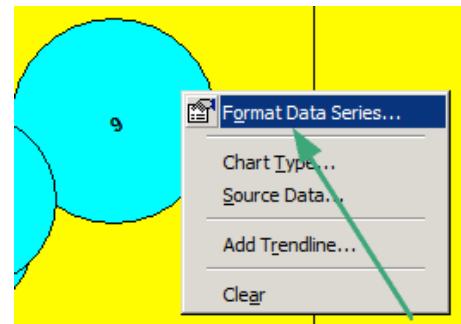 9
Format Data Series...
Chart Type...
Source Data...
Add Trendline...
Clear